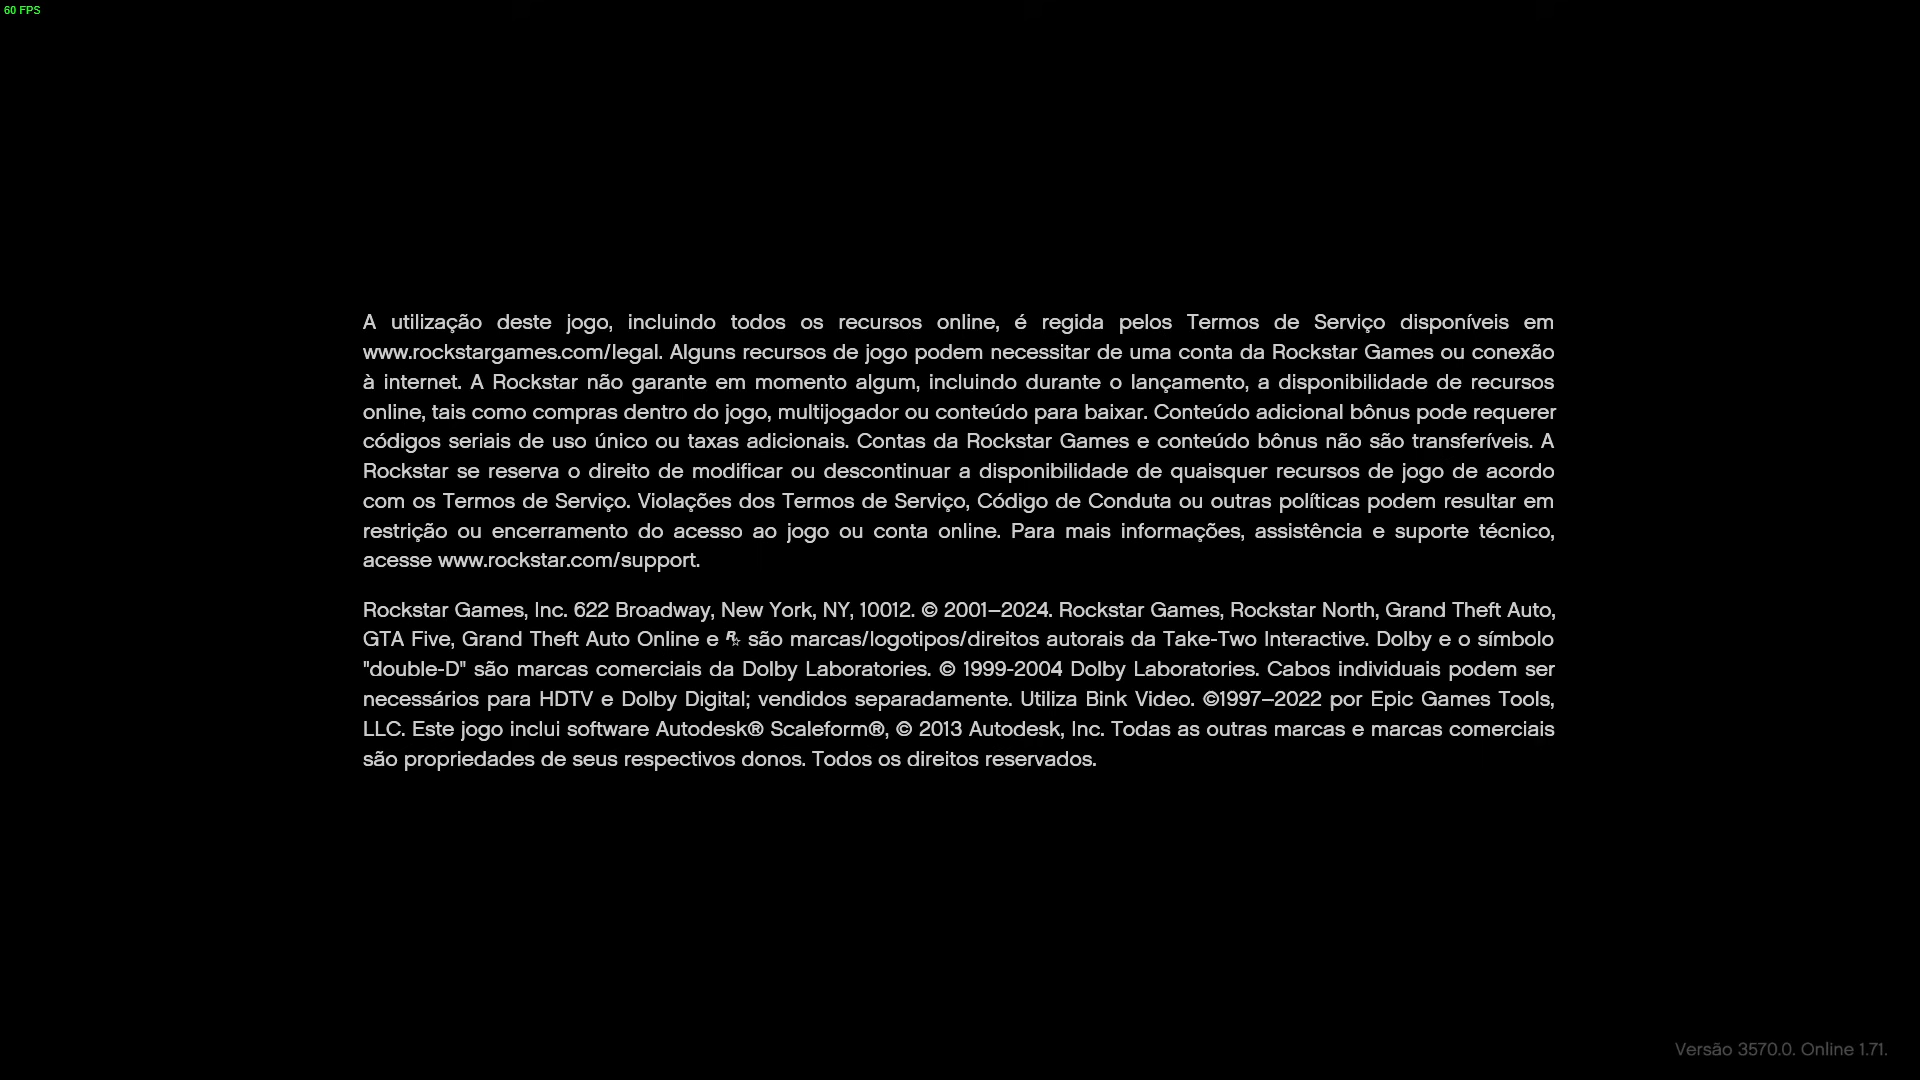 60 FPS
A utilização deste jogo, incluindo todos os recursos online, é regida pelos Termos de Serviço disponíveis em
www.rockstargames.com/legal. Alguns recursos de jogo podem necessitar de uma conta da Rockstar Games ou conexão
à internet. A Rockstar não garante em momento algum, incluindo durante o lançamento, a disponibilidade de recursos
online, tais como compras dentro do jogo, multijogador ou conteúdo para baixar. Conteúdo adicional bônus pode requerer
códigos seriais de uso único ou taxas adicionais. Contas da Rockstar Games e conteúdo bônus não são transferíveis. A
Rockstar se reserva o direito de modificar ou descontinuar a disponibilidade de quaisquer recursos de jogo de acordo
com os Termos de Serviço. Violações dos Termos de Serviço, Código de Conduta ou outras políticas podem resultar em
restrição ou encerramento do acesso ao jogo ou conta online. Para mais informações, assistência e suporte técnico,
acesse www.rockstar.com/support.
Rockstar Games, Inc. 622 Broadway, New York, NY, 10012. © 2001–2024. Rockstar Games, Rockstar North, Grand Theft Auto,
GTA Five, Grand Theft Auto Online e R☆ são marcas/logotipos/direitos autorais da Take-Two Interactive. Dolby e o símbolo
"double-D" são marcas comerciais da Dolby Laboratories. © 1999-2004 Dolby Laboratories. Cabos individuais podem ser
necessários para HDTV e Dolby Digital; vendidos separadamente. Utiliza Bink Video. ©1997–2022 por Epic Games Tools,
LLC. Este jogo inclui software Autodesk® Scaleform®, © 2013 Autodesk, Inc. Todas as outras marcas e marcas comerciais
são propriedades de seus respectivos donos. Todos os direitos reservados.
Versão 3570.0. Online 1.71.